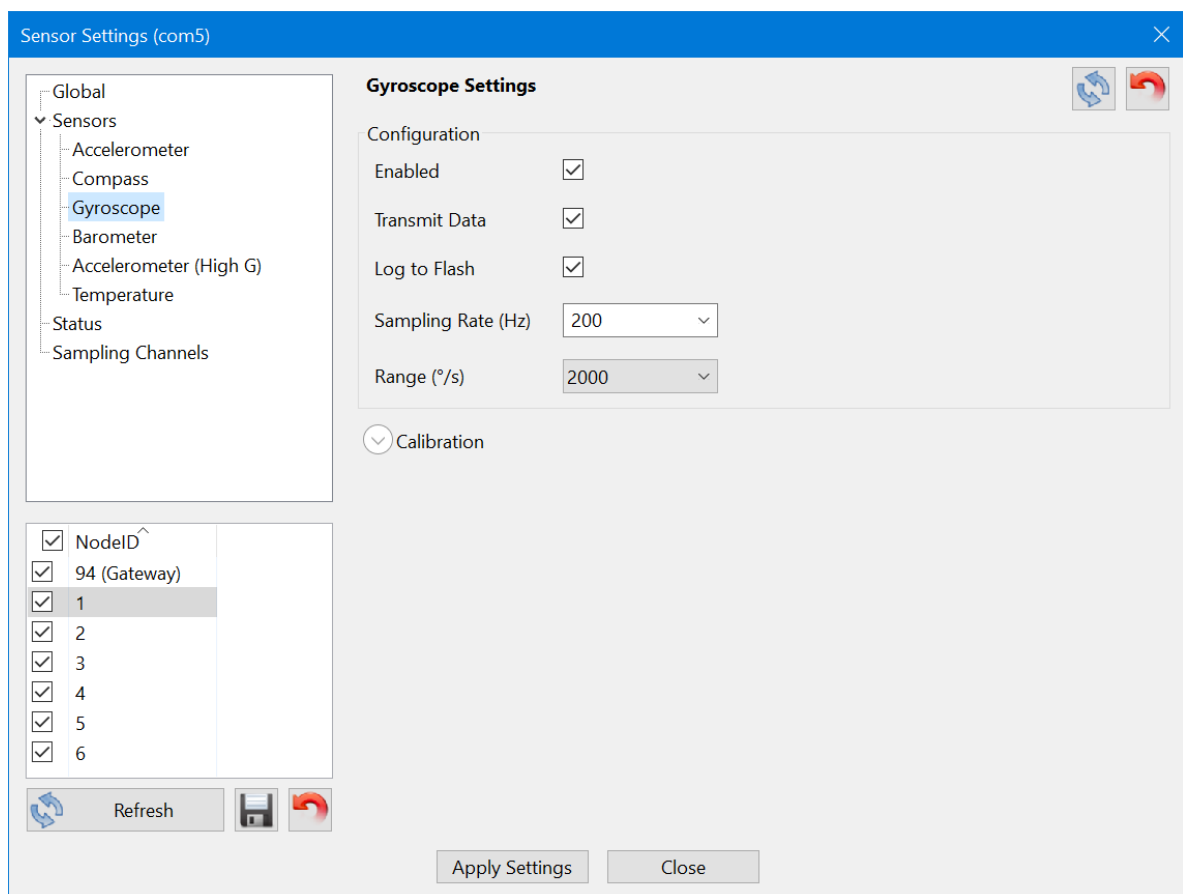 Sensor Settings (com5)
Global
Sensors
Accelerometer
Compass
Gyroscope
Barometer
Accelerometer (High G)
Temperature
Status
Sampling Channels
Gyroscope Settings
Configuration
Enabled
Transmit Data
Log to Flash
Sampling Rate (Hz) 200
Range (°/s) 2000
Calibration
NodeID
94 (Gateway)
1
2
3
4
5
6
Refresh
Apply Settings Close